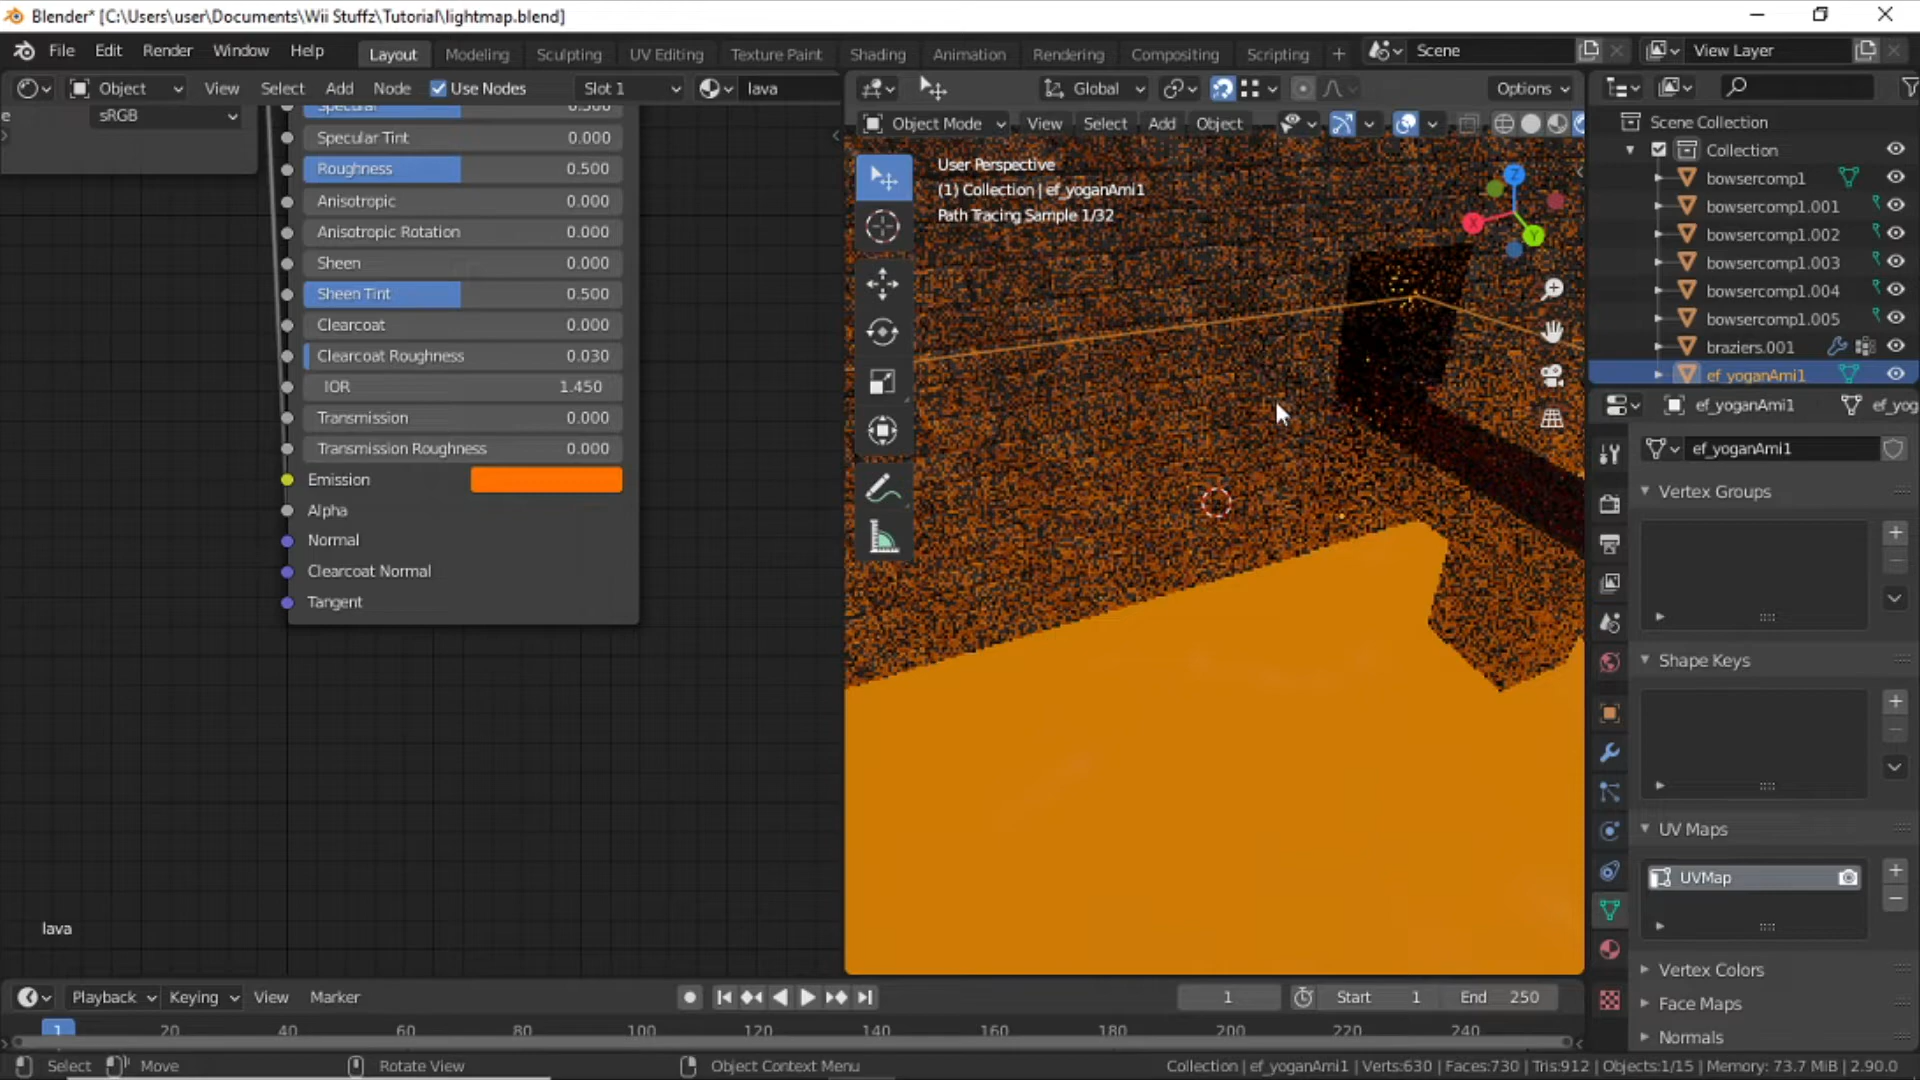 Blender* [C:\Users\user\Documents\Wii Stuffz\Tutorial\lightmap.blend]
File Edit Render Window Help Layout Modeling Sculpting UV Editing Texture Paint Shading Animation Rendering Compositing Scripting + Scene View Layer
Object View Select Add Node Use Nodes Slot 1 lava Global Options
e sRGB
Specular 0.500
Specular Tint 0.000
Roughness 0.500
Anisotropic 0.000
Anisotropic Rotation 0.000
Sheen 0.000
Sheen Tint 0.500
Clearcoat 0.000
Clearcoat Roughness 0.030
IOR 1.450
Transmission 0.000
Transmission Roughness 0.000
Emission
Alpha
Normal
Clearcoat Normal
Tangent
lava
Object Mode View Select Add Object
User Perspective
(1) Collection | ef_yoganAmi1
Path Tracing Sample 1/32
Z
X
Y
Scene Collection
Collection
bowsercomp1
bowsercomp1.001
bowsercomp1.002
bowsercomp1.003
bowsercomp1.004
bowsercomp1.005
braziers.001
ef_yoganAmi1
ef_yoganAmi1 ef_yog
ef_yoganAmi1
Vertex Groups
Shape Keys
UV Maps
UVMap
Vertex Colors
Face Maps
Normals
Playback Keying View Marker 1 Start 1 End 250
1 20 40 60 80 100 120 140 160 180 200 220 240
Select Move Rotate View Object Context Menu Collection | ef_yoganAmi1 | Verts:630 | Faces:730 | Tris:912 | Objects:1/15 | Memory: 73.7 MiB | 2.90.0